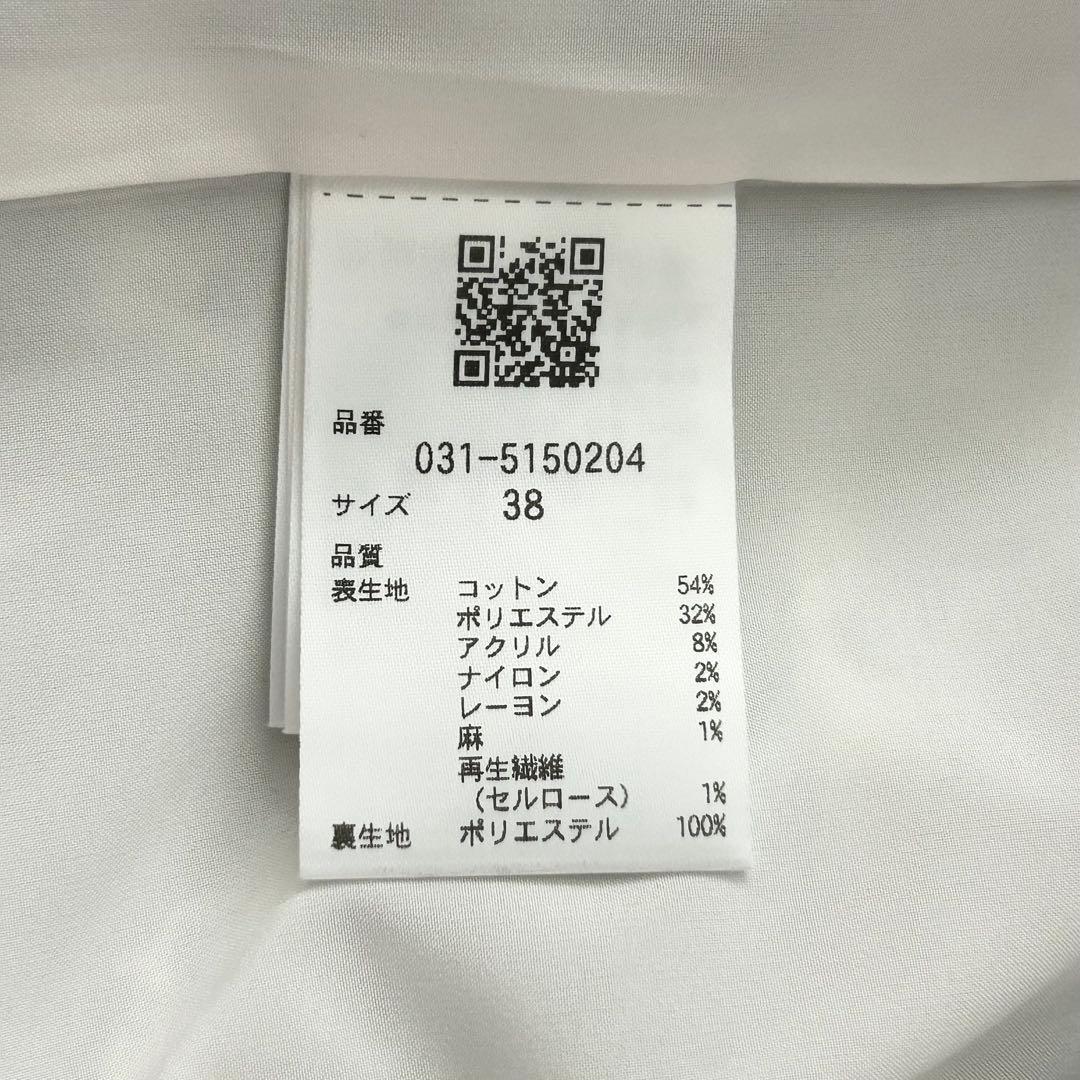 品番
031-5150204
サイズ 38
品質
表生地 コットン 54%
ポリエステル 32%
アクリル 8%
ナイロン 2%
レーヨン 2%
麻 1%
再生繊維
(セルロース) 1%
裏生地 ポリエステル 100%